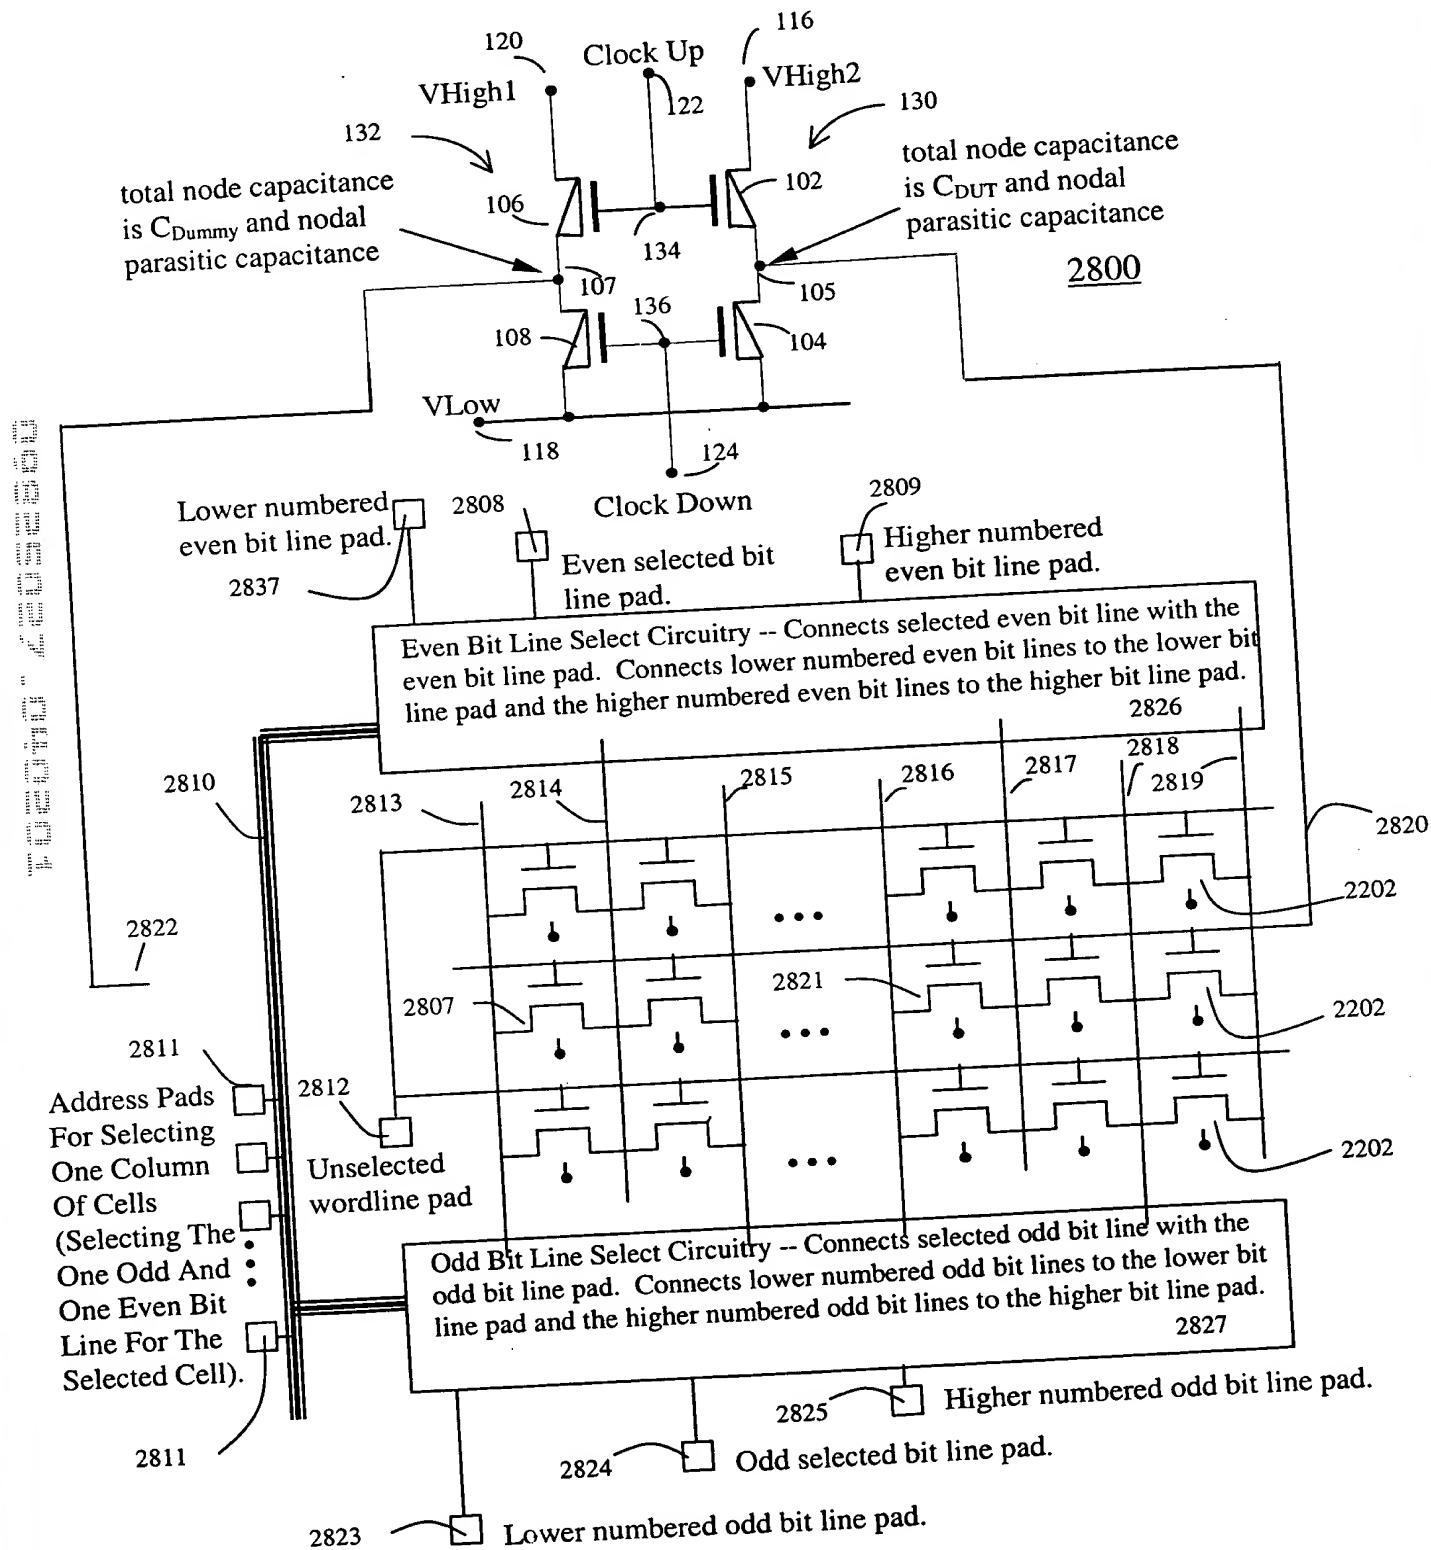 120
Clock Up
116
VHigh1
VHigh2
122
132
130
total node capacitance
is CDummy and nodal
parasitic capacitance
106
102
total node capacitance
is CDUT and nodal
parasitic capacitance
134
2800
107
105
136
108
104
VLow
118
124
Clock Down
Lower numbered
even bit line pad.
2837
2808
Even selected bit
line pad.
2809
Higher numbered
even bit line pad.
Even Bit Line Select Circuitry -- Connects selected even bit line with the
even bit line pad. Connects lower numbered even bit lines to the lower bit
line pad and the higher numbered even bit lines to the higher bit line pad.
2826
2810
2813
2814
2815
2816
2817
2818
2819
2820
2202
2822
2807
2821
2202
2811
2812
Address Pads
For Selecting
One Column
Of Cells
(Selecting The
One Odd And
One Even Bit
Line For The
Selected Cell).
Unselected
wordline pad
2202
Odd Bit Line Select Circuitry -- Connects selected odd bit line with the
odd bit line pad. Connects lower numbered odd bit lines to the lower bit
line pad and the higher numbered odd bit lines to the higher bit line pad.
2827
2811
2825
Higher numbered odd bit line pad.
2824
Odd selected bit line pad.
2823
Lower numbered odd bit line pad.